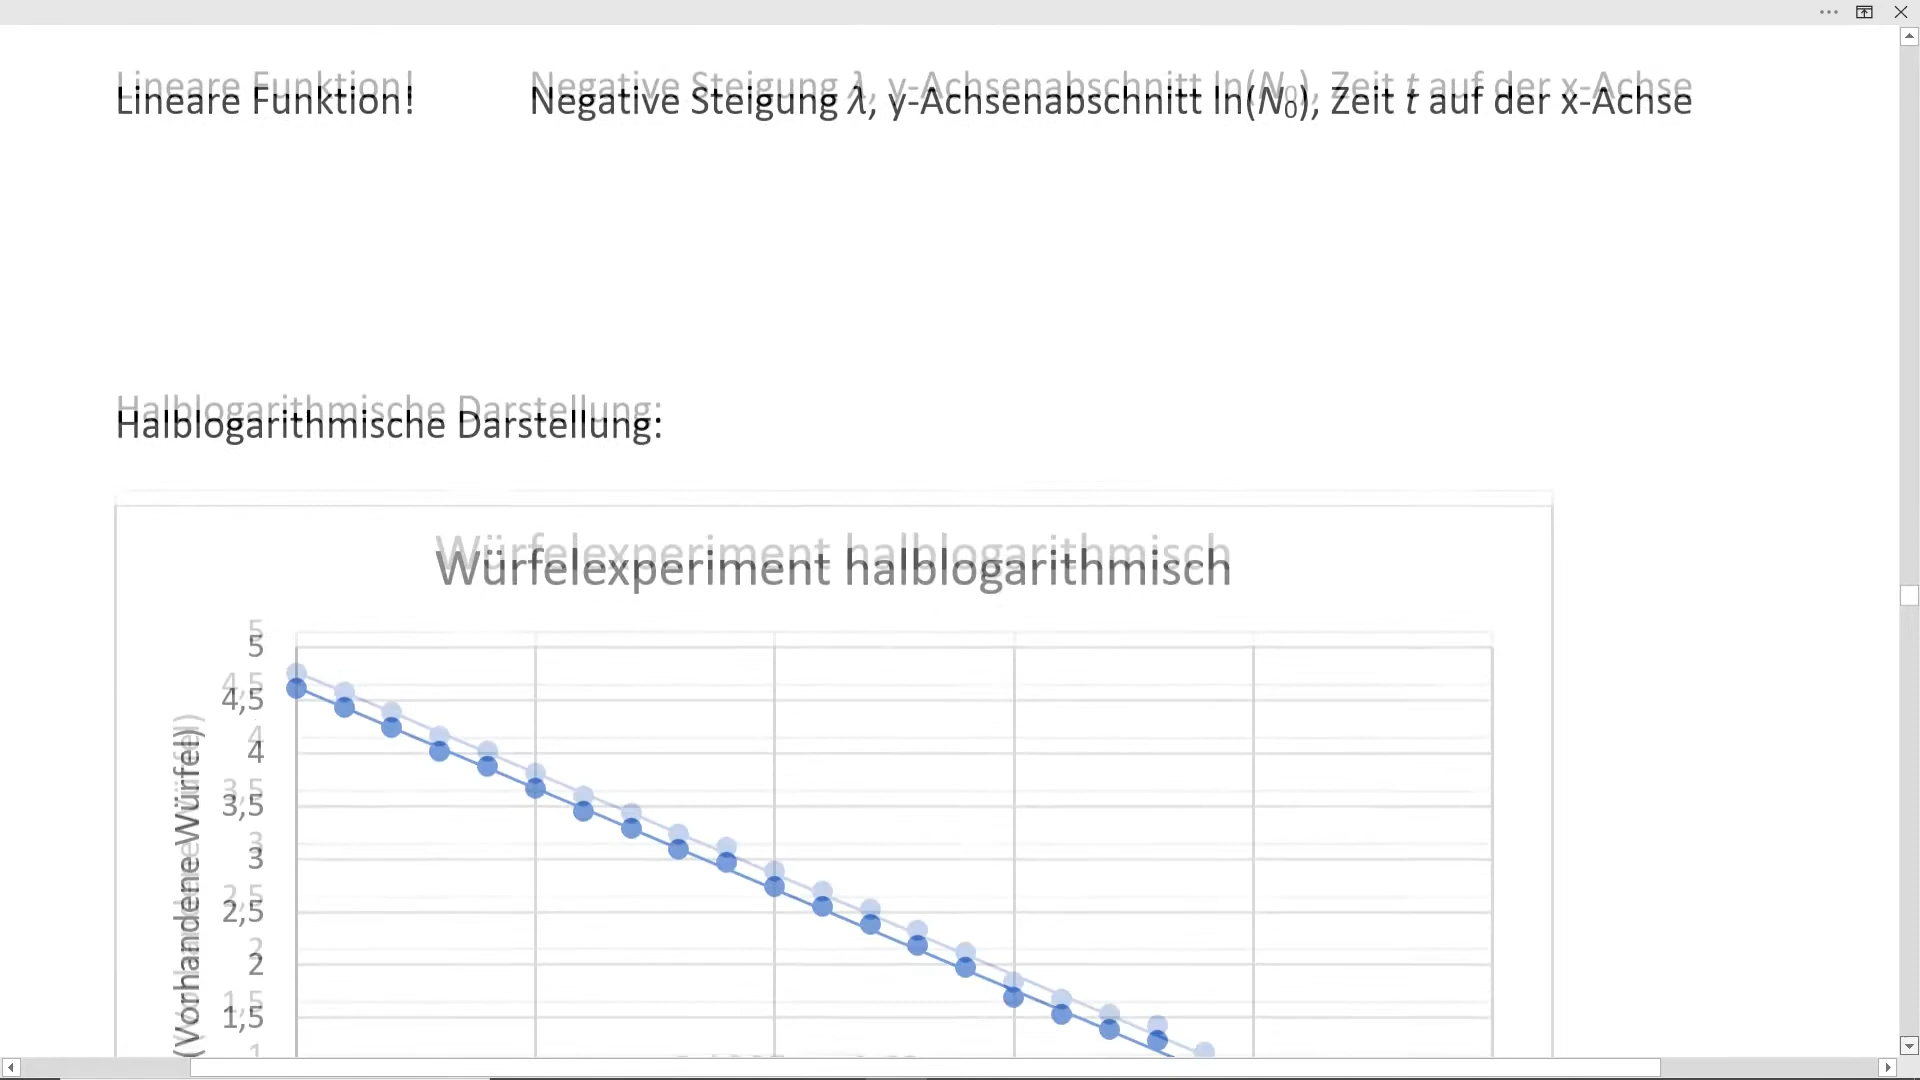 Lineare Funktion! Negative Steigung λ, y-Achsenabschnitt ln(N₀), Zeit t auf der x-Achse
Halblogarithmische Darstellung:
Würfelexperiment halblogarithmisch
5
4,5
4
3,5
3
2,5
2
1,5
1
(Vorhandene Würfel)